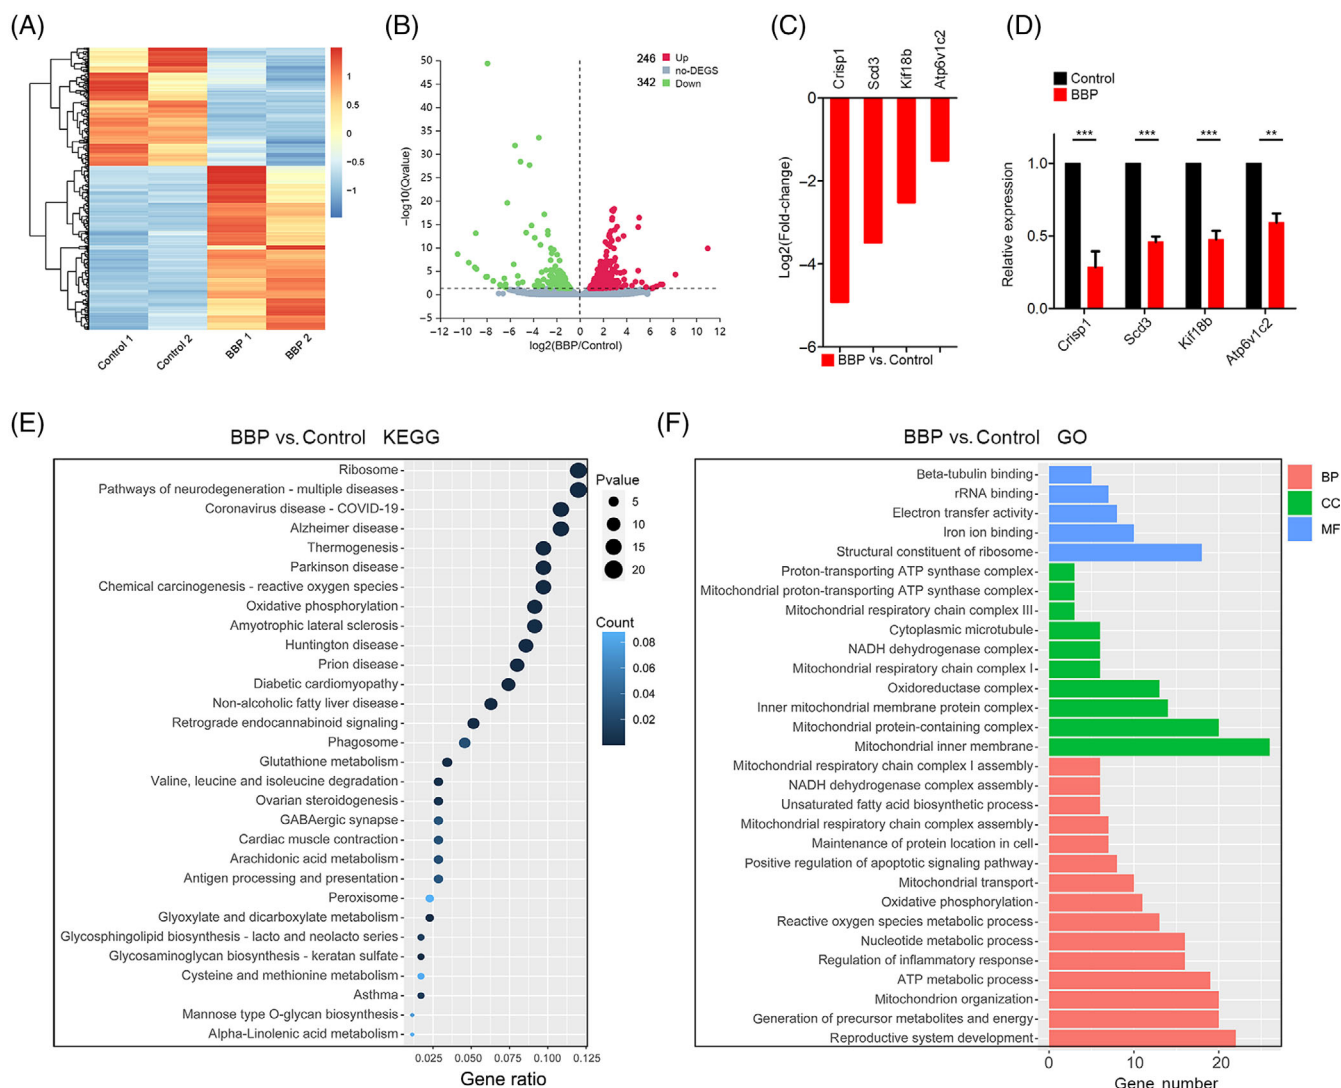 (A)
1
0.5
0
−0.5
−1
Control 1
Control 2
BBP 1
BBP 2
(B)
246 Up
no-DEGS
342 Down
50
45
40
35
30
25
20
15
10
5
0
−5
−log10(Qvalue)
−12 −10 −8 −6 −4 −2 0 2 4 6 8 10 12
log2(BBP/Control)
(C)
Crisp1
Scd3
Kif18b
Atp6v1c2
0
−2
−4
−6
Log2(Fold-change)
BBP vs. Control
(D)
Control
BBP
*** *** *** **
1.0
0.5
0.0
Relative expression
Crisp1
Scd3
Kif18b
Atp6v1c2
(E)
BBP vs. Control KEGG
Ribosome
Pathways of neurodegeneration - multiple diseases
Coronavirus disease - COVID-19
Alzheimer disease
Thermogenesis
Parkinson disease
Chemical carcinogenesis - reactive oxygen species
Oxidative phosphorylation
Amyotrophic lateral sclerosis
Huntington disease
Prion disease
Diabetic cardiomyopathy
Non-alcoholic fatty liver disease
Retrograde endocannabinoid signaling
Phagosome
Glutathione metabolism
Valine, leucine and isoleucine degradation
Ovarian steroidogenesis
GABAergic synapse
Cardiac muscle contraction
Arachidonic acid metabolism
Antigen processing and presentation
Peroxisome
Glyoxylate and dicarboxylate metabolism
Glycosphingolipid biosynthesis - lacto and neolacto series
Glycosaminoglycan biosynthesis - keratan sulfate
Cysteine and methionine metabolism
Asthma
Mannose type O-glycan biosynthesis
Alpha-Linolenic acid metabolism
0.025 0.050 0.075 0.100 0.125
Gene ratio
Pvalue
5
10
15
20
Count
0.08
0.06
0.04
0.02
(F)
BBP vs. Control GO
Beta-tubulin binding
rRNA binding
Electron transfer activity
Iron ion binding
Structural constituent of ribosome
Proton-transporting ATP synthase complex
Mitochondrial proton-transporting ATP synthase complex
Mitochondrial respiratory chain complex III
Cytoplasmic microtubule
NADH dehydrogenase complex
Mitochondrial respiratory chain complex I
Oxidoreductase complex
Inner mitochondrial membrane protein complex
Mitochondrial protein-containing complex
Mitochondrial inner membrane
Mitochondrial respiratory chain complex I assembly
NADH dehydrogenase complex assembly
Unsaturated fatty acid biosynthetic process
Mitochondrial respiratory chain complex assembly
Maintenance of protein location in cell
Positive regulation of apoptotic signaling pathway
Mitochondrial transport
Oxidative phosphorylation
Reactive oxygen species metabolic process
Nucleotide metabolic process
Regulation of inflammatory response
ATP metabolic process
Mitochondrion organization
Generation of precursor metabolites and energy
Reproductive system development
0 10 20
Gene_number
BP
CC
MF